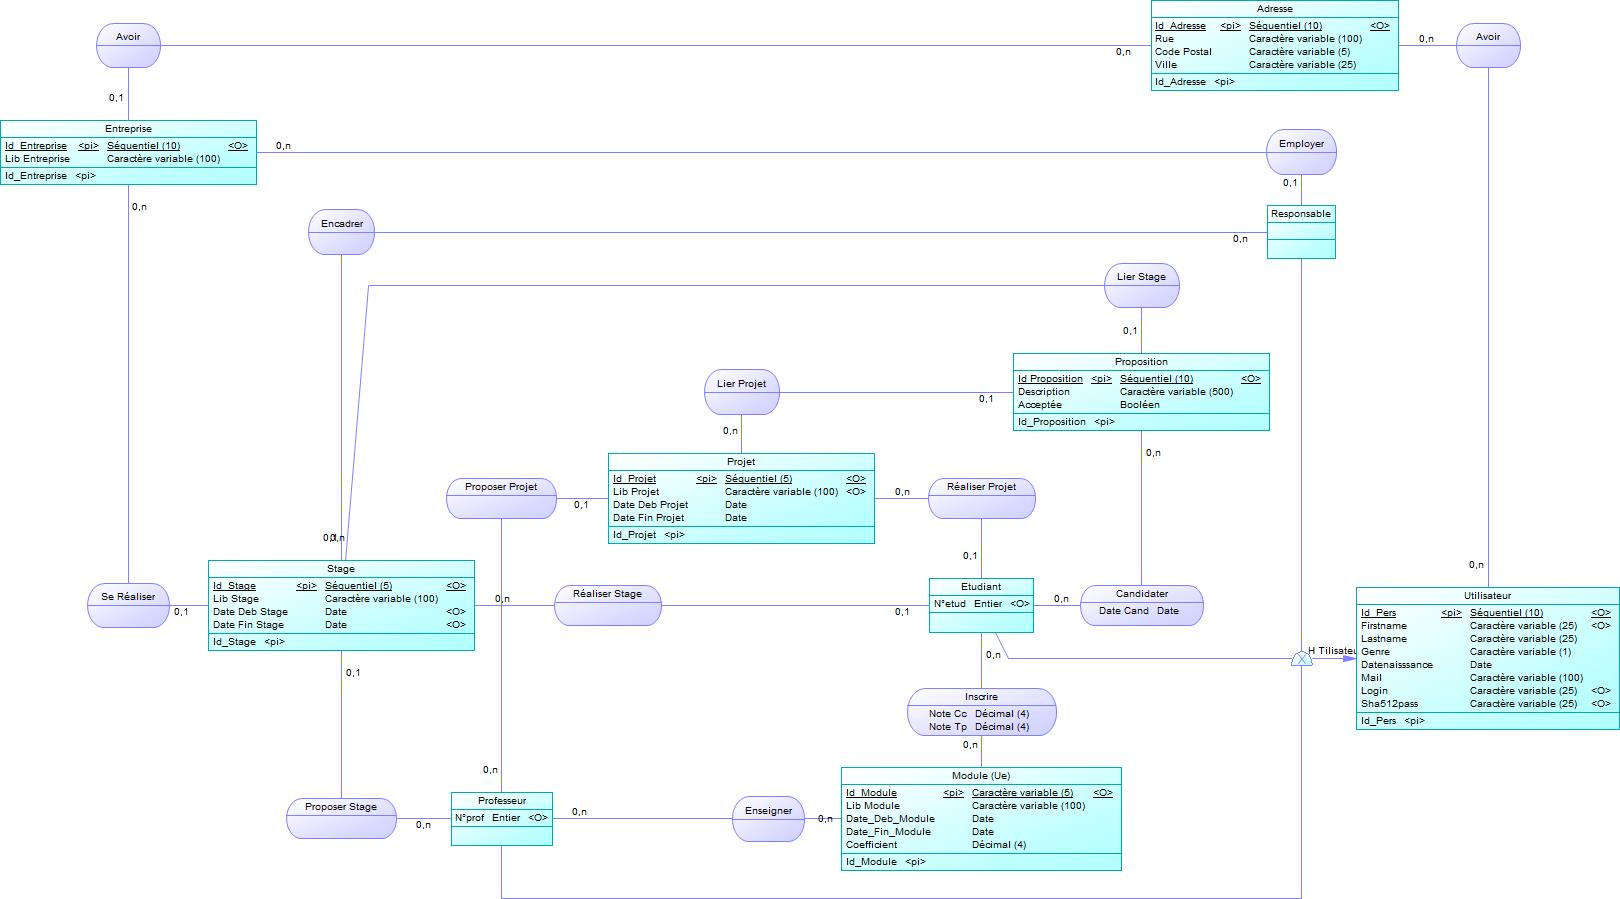 Adresse
Id_Adresse <pi> Séquentiel (10) <O>
Rue Caractère variable (100)
Code Postal Caractère variable (5)
Ville Caractère variable (25)
Id_Adresse <pi>
Avoir
0,n
0,n
Avoir
0,1
Entreprise
Id_Entreprise <pi> Séquentiel (10) <O>
Lib Entreprise Caractère variable (100)
Id_Entreprise <pi>
0,n
Employer
0,1
0,n
Responsable
Encadrer
0,n
Lier Stage
0,1
Proposition
Id_Proposition <pi> Séquentiel (10) <O>
Description Caractère variable (500)
Acceptée Booléen
Id_Proposition <pi>
Lier Projet
0,1
0,n
0,n
Projet
Id_Projet <pi> Séquentiel (5) <O>
Lib Projet Caractère variable (100) <O>
Date Deb Projet Date
Date Fin Projet Date
Id_Projet <pi>
Proposer Projet
0,1
0,n
Réaliser Projet
0,1
Stage
Id_Stage <pi> Séquentiel (5) <O>
Lib Stage Caractère variable (100)
Date Deb Stage Date <O>
Date Fin Stage Date <O>
Id_Stage <pi>
Se Réaliser
0,1
0,n
Réaliser Stage
0,1
Etudiant
N°etud Entier <O>
0,n
Candidater
Date Cand Date
0,n
Utilisateur
Id_Pers <pi> Séquentiel (10) <O>
Firstname Caractère variable (25) <O>
Lastname Caractère variable (25)
Genre Caractère variable (1)
Datenaisssance Date
Mail Caractère variable (100)
Login Caractère variable (25) <O>
Sha512pass Caractère variable (25) <O>
Id_Pers <pi>
H Tilisateu
0,n
0,1
Inscrire
Note Cc Décimal (4)
Note Tp Décimal (4)
0,n
0,n
Module (Ue)
Id_Module <pi> Caractère variable (5) <O>
Lib Module Caractère variable (100)
Date_Deb_Module Date
Date_Fin_Module Date
Coefficient Décimal (4)
Id_Module <pi>
Proposer Stage
0,n
Professeur
N°prof Entier <O>
0,n
Enseigner
0,n